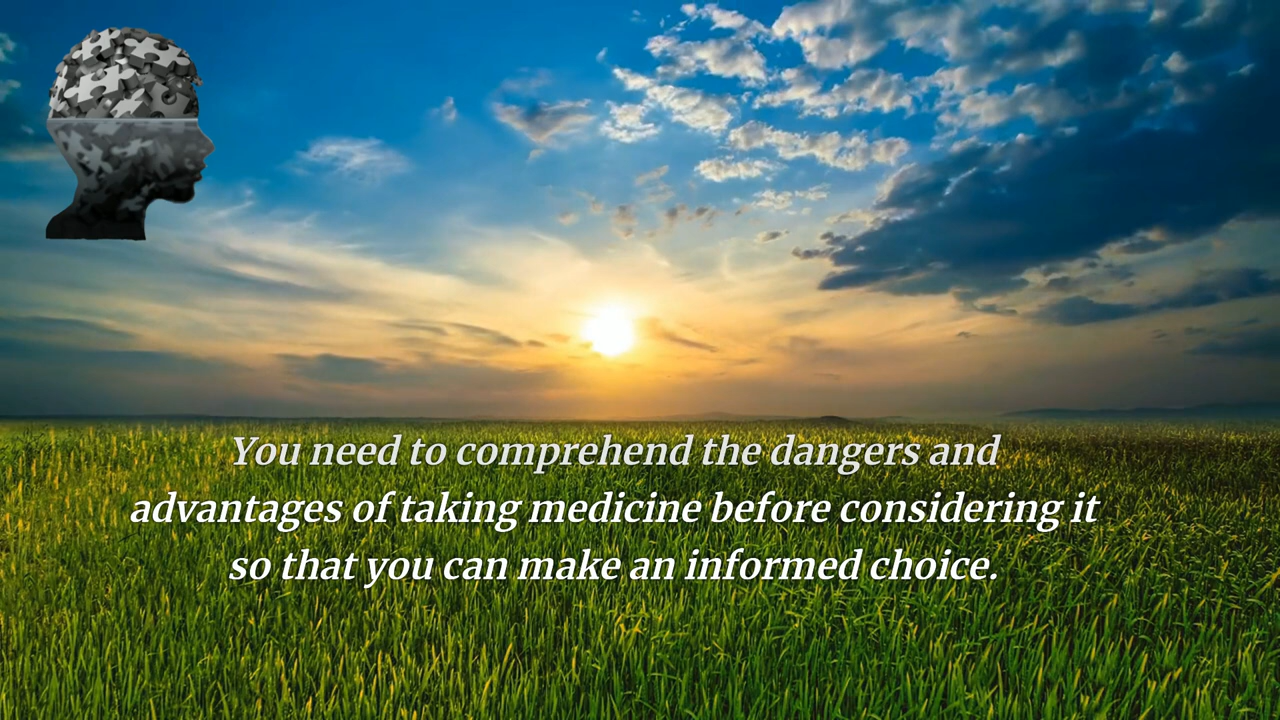 You need to comprehend the dangers and
advantages of taking medicine before considering it
so that you can make an informed choice.